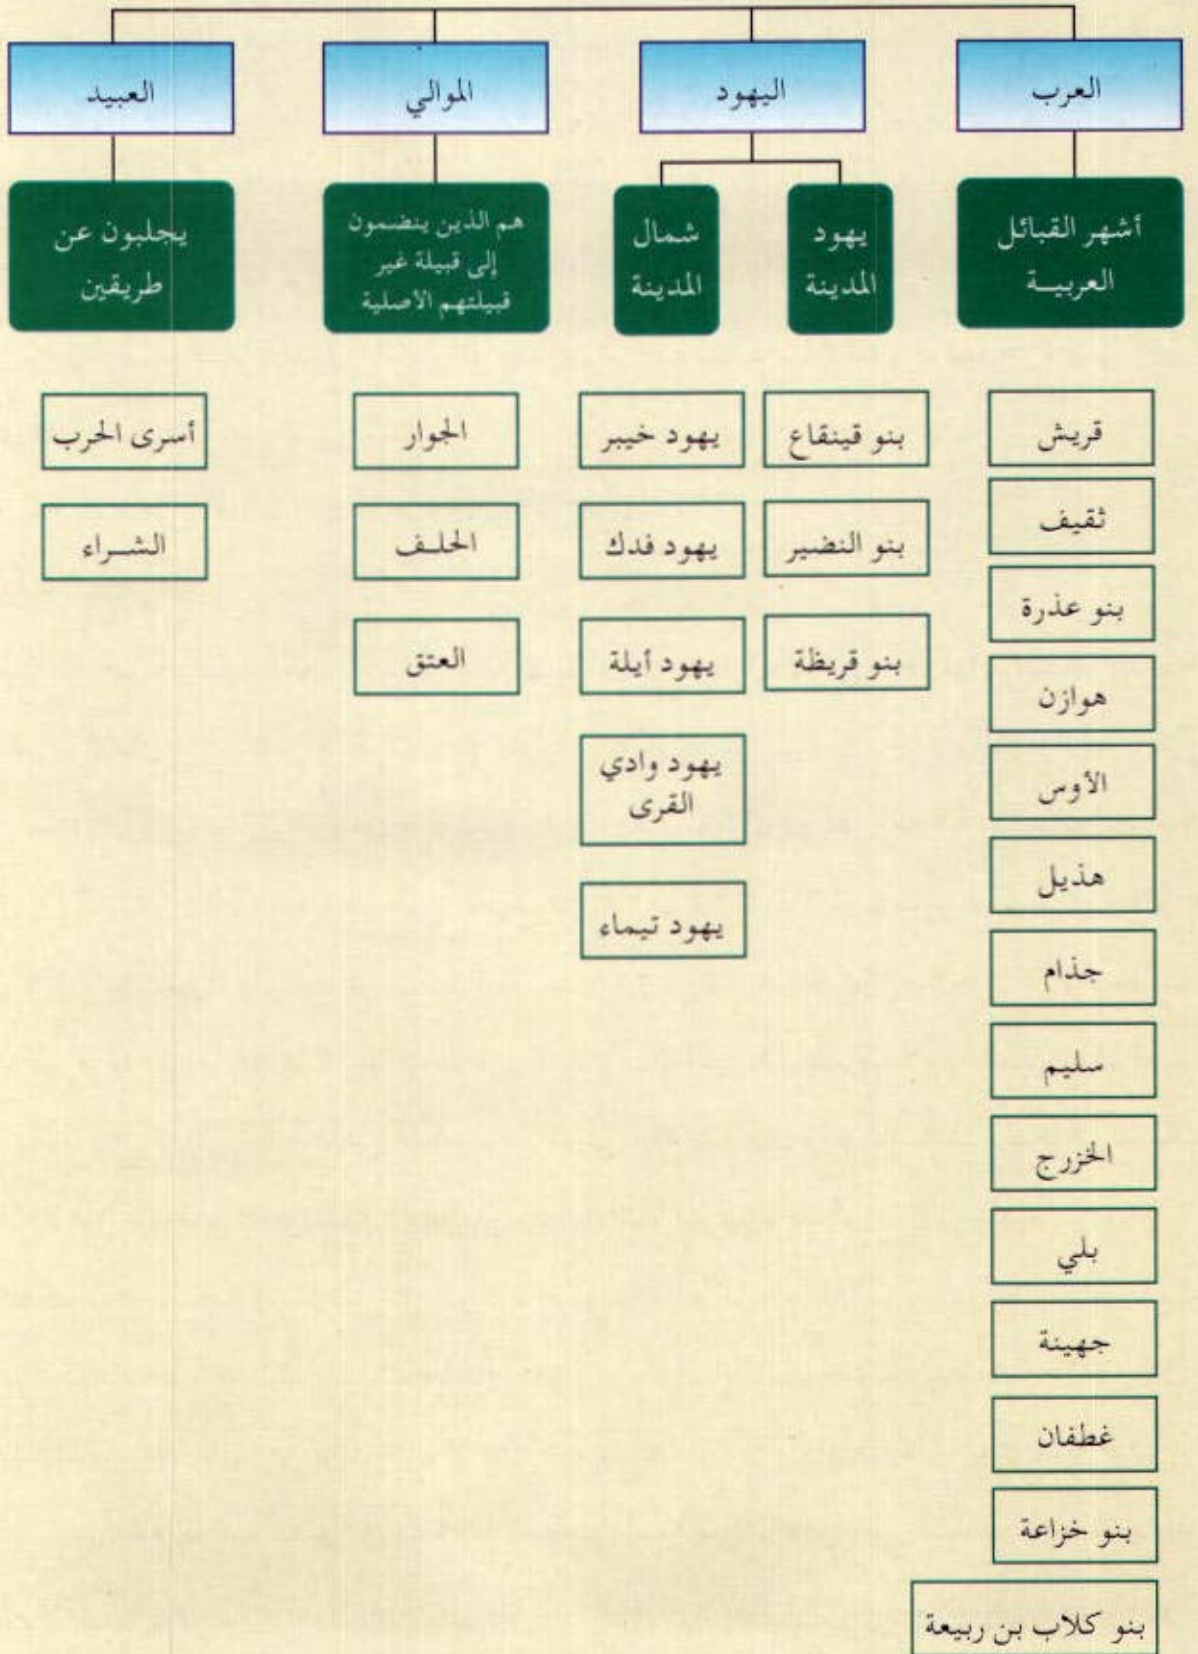 العرب
اليهود
الموالي
العبيد
أشهر القبائل
العربيــة
يهود
المدينة
شمال
المدينة
هم الذين ينضمون
إلى قبيلة غير
قبيلتهم الأصلية
يجلبون عن
طريقين
قريش
ثقيف
بنو عذرة
هوازن
الأوس
هذيل
جذام
سليم
الخزرج
بلي
جهينة
غطفان
بنو خزاعة
بنو كلاب بن ربيعة
بنو قينقاع
بنو النضير
بنو قريظة
يهود خيبر
يهود فدك
يهود أيلة
يهود وادي
القرى
يهود تيماء
الجوار
الحلـف
العتق
أسرى الحرب
الشــراء